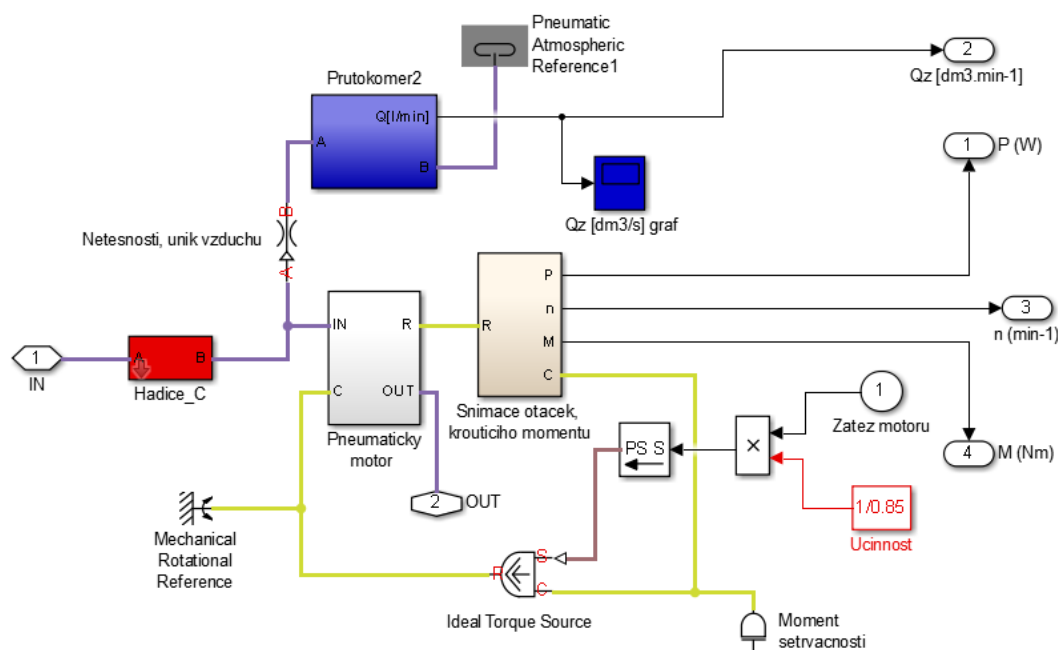 Pneumatic
Atmospheric
Reference1
2
Qz [dm3.min-1]
Prutokomer2
Q[l/min]
A
B
1
P (W)
Qz [dm3/s] graf
B
Netesnosti, unik vzduchu
A
P
n
M
C
R
IN
R
C
OUT
3
n (min-1)
1
IN
A
B
Hadice_C
Snimace otacek,
krouticiho momentu
Pneumaticky
motor
1
Zatez motoru
PS S
×
4
M (Nm)
2
OUT
1/0.85
Ucinnost
Mechanical
Rotational
Reference
S
R
C
Ideal Torque Source
Moment
setrvacnosti